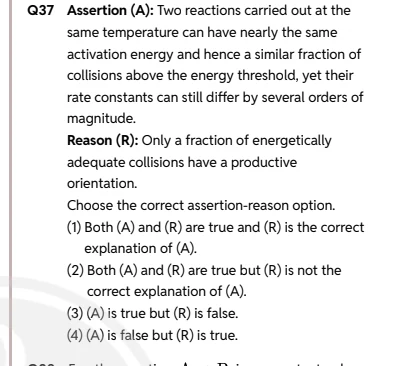 Q37 Assertion (A): Two reactions carried out at the
same temperature can have nearly the same
activation energy and hence a similar fraction of
collisions above the energy threshold, yet their
rate constants can still differ by several orders of
magnitude.
Reason (R): Only a fraction of energetically
adequate collisions have a productive
orientation.
Choose the correct assertion-reason option.
(1) Both (A) and (R) are true and (R) is the correct
explanation of (A).
(2) Both (A) and (R) are true but (R) is not the
correct explanation of (A).
(3) (A) is true but (R) is false.
(4) (A) is false but (R) is true.